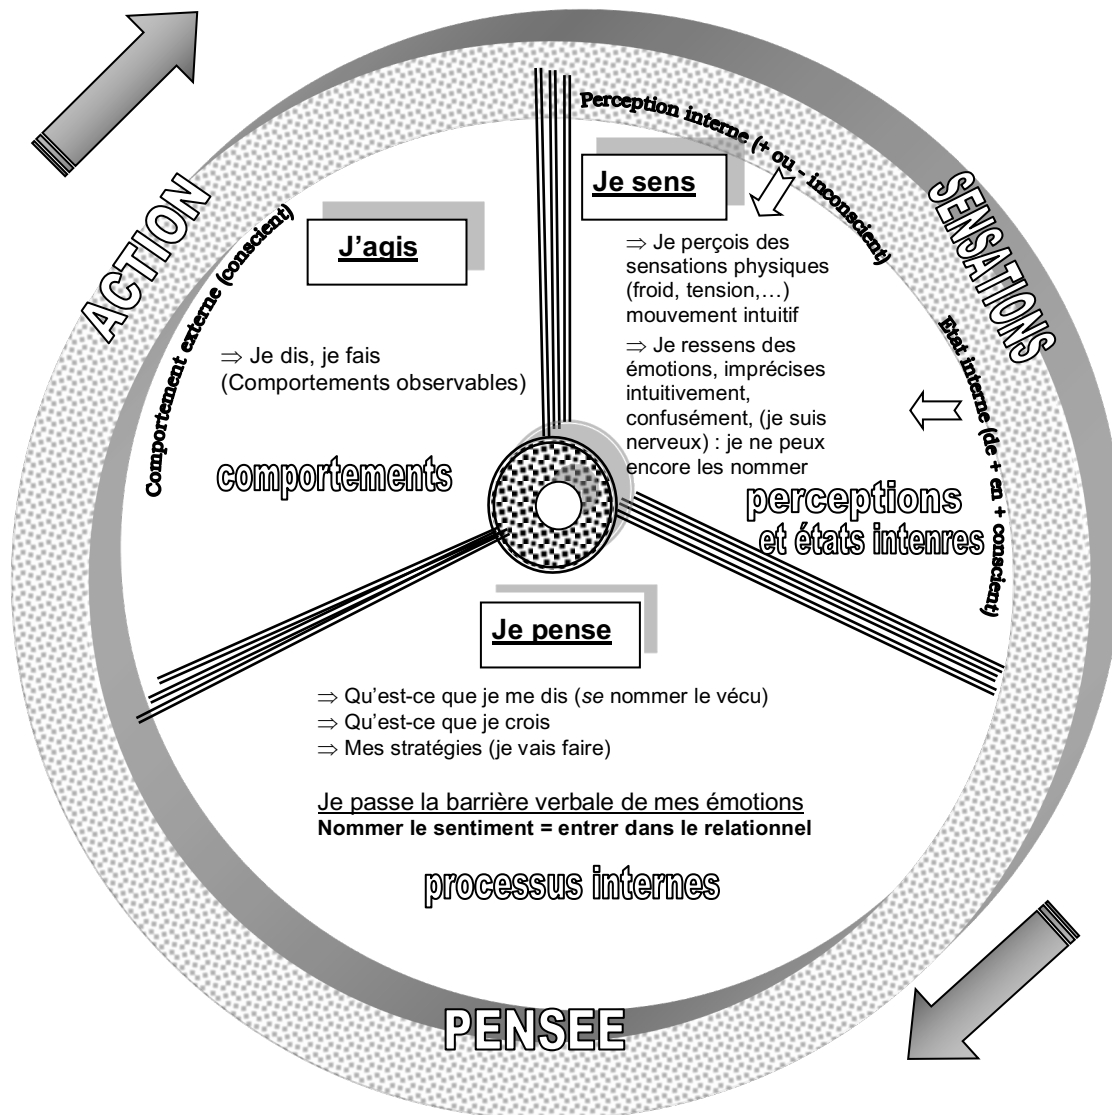 ACTION
Comportement externe (conscient)
J'agis
⇒ Je dis, je fais
(Comportements observables)
comportements
SENSATIONS
Perception interne (+ ou - inconscient)
Je sens
⇒ Je perçois des
sensations physiques
(froid, tension,…)
mouvement intuitif
⇒ Je ressens des
émotions, imprécises
intuitivement,
confusément, (je suis
nerveux) : je ne peux
encore les nommer
Etat interne (de + en + conscient)
perceptions
et états intenres
Je pense
⇒ Qu'est-ce que je me dis (se nommer le vécu)
⇒ Qu'est-ce que je crois
⇒ Mes stratégies (je vais faire)
Je passe la barrière verbale de mes émotions
Nommer le sentiment = entrer dans le relationnel
processus internes
PENSEE